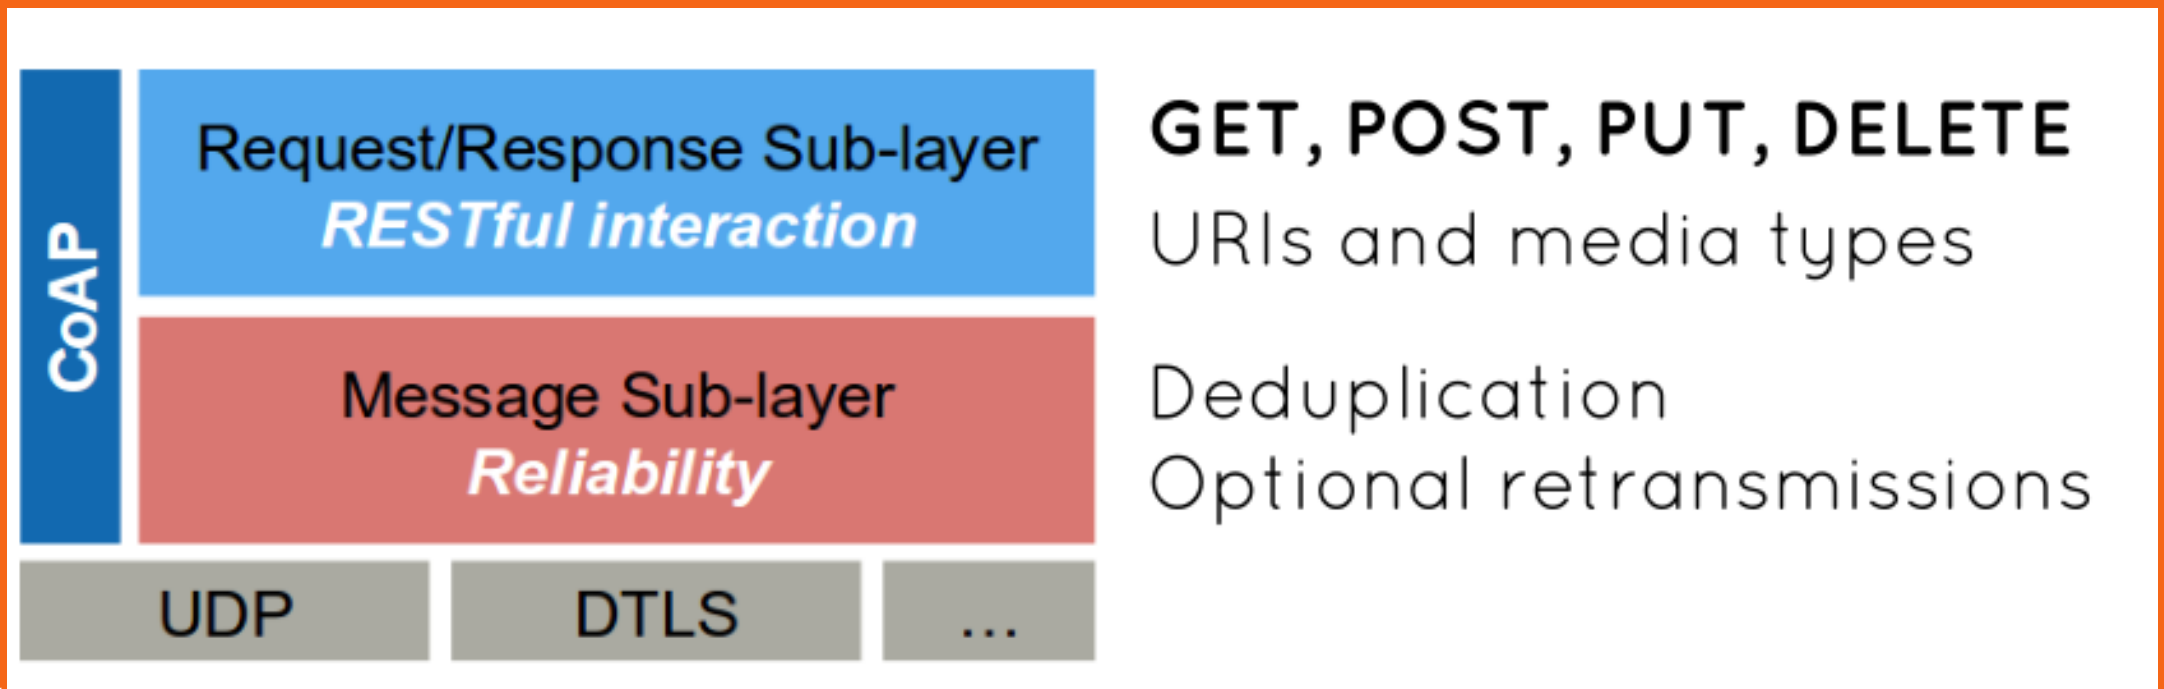 CoAP
Request/Response Sub-layer
RESTful interaction
GET, POST, PUT, DELETE
URIs and media types
Message Sub-layer
Reliability
Deduplication
Optional retransmissions
UDP
DTLS
...